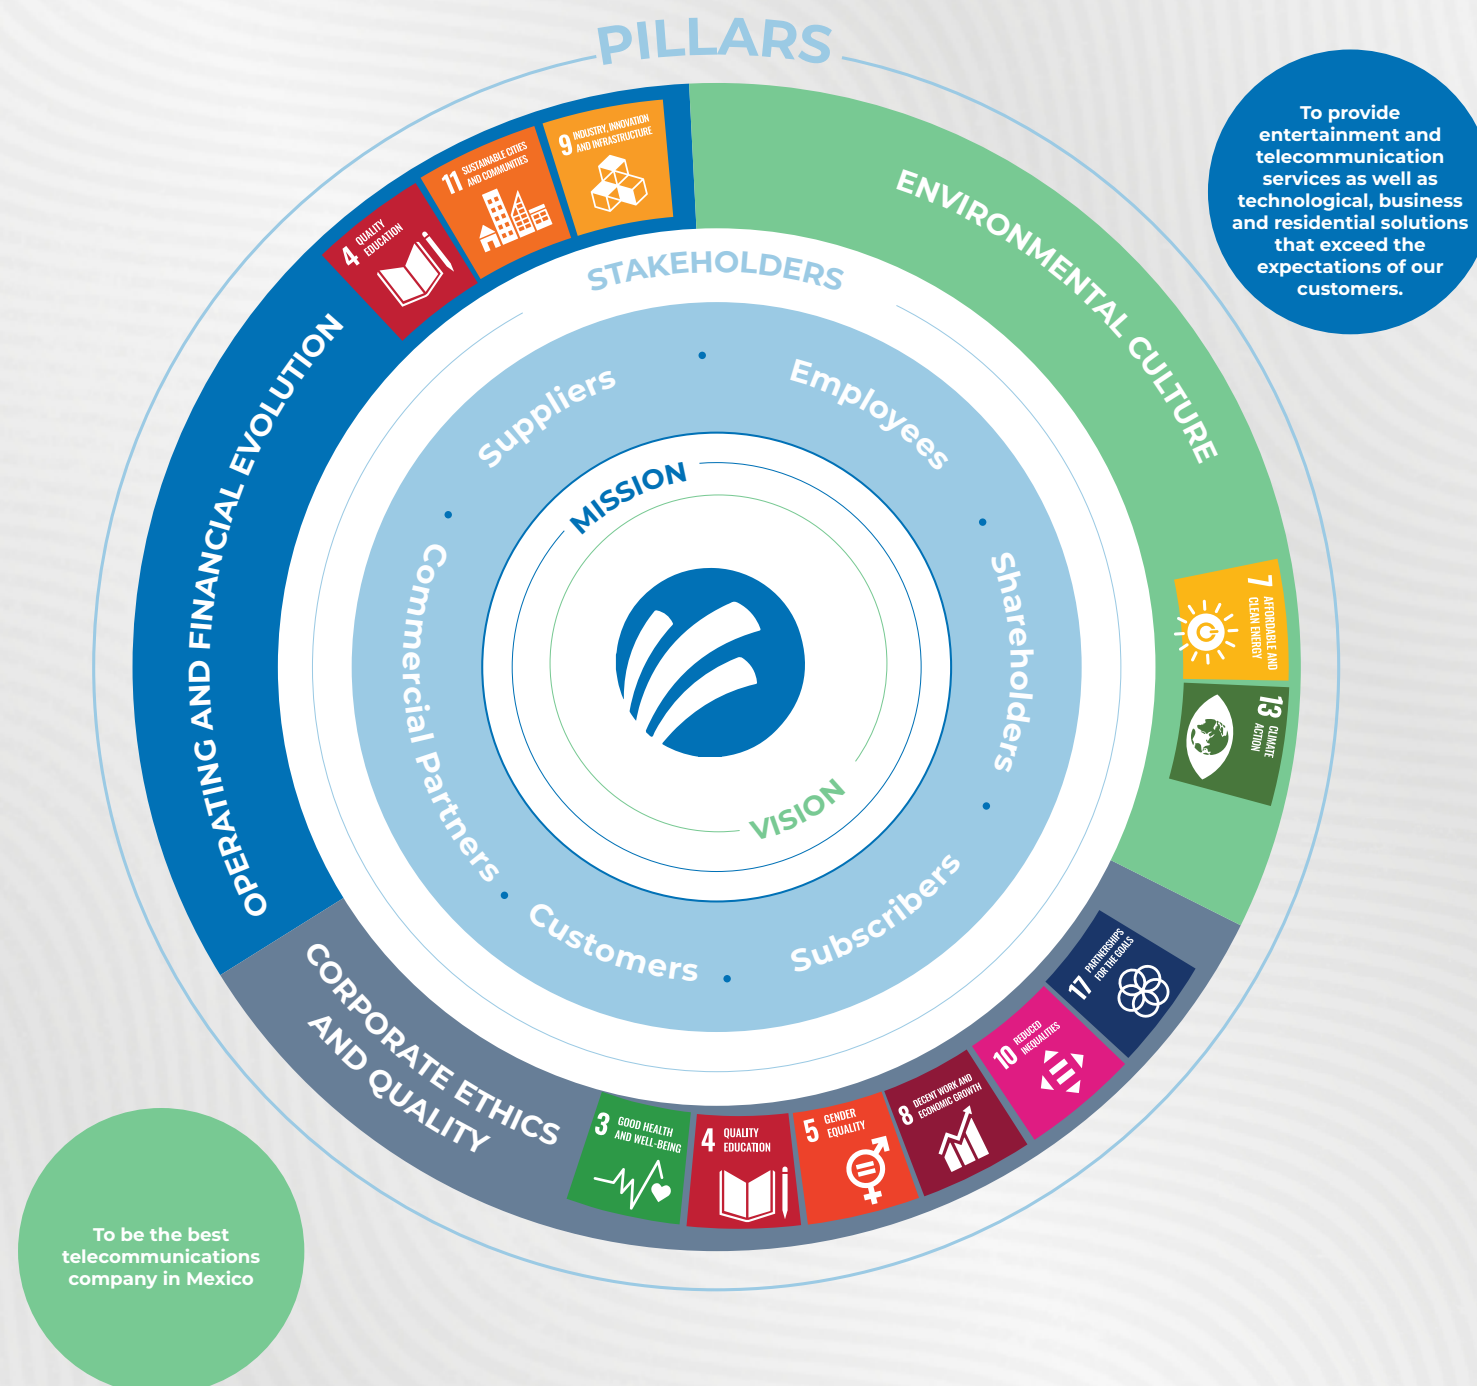 PILLARS
To provide
entertainment and
telecommunication
services as well as
technological, business
and residential solutions
that exceed the
expectations of our
customers.
OPERATING AND FINANCIAL EVOLUTION
4 QUALITY
EDUCATION
11 SUSTAINABLE CITIES
AND COMMUNITIES
9 INDUSTRY, INNOVATION
AND INFRASTRUCTURE
ENVIRONMENTAL CULTURE
7 AFFORDABLE AND
CLEAN ENERGY
13 CLIMATE
ACTION
CORPORATE ETHICS
AND QUALITY
3 GOOD HEALTH
AND WELL-BEING
4 QUALITY
EDUCATION
5 GENDER
EQUALITY
8 DECENT WORK AND
ECONOMIC GROWTH
10 REDUCED
INEQUALITIES
17 PARTNERSHIPS
FOR THE GOALS
STAKEHOLDERS
Suppliers
Employees
Shareholders
Subscribers
Customers
Commercial Partners
MISSION
VISION
To be the best
telecommunications
company in Mexico